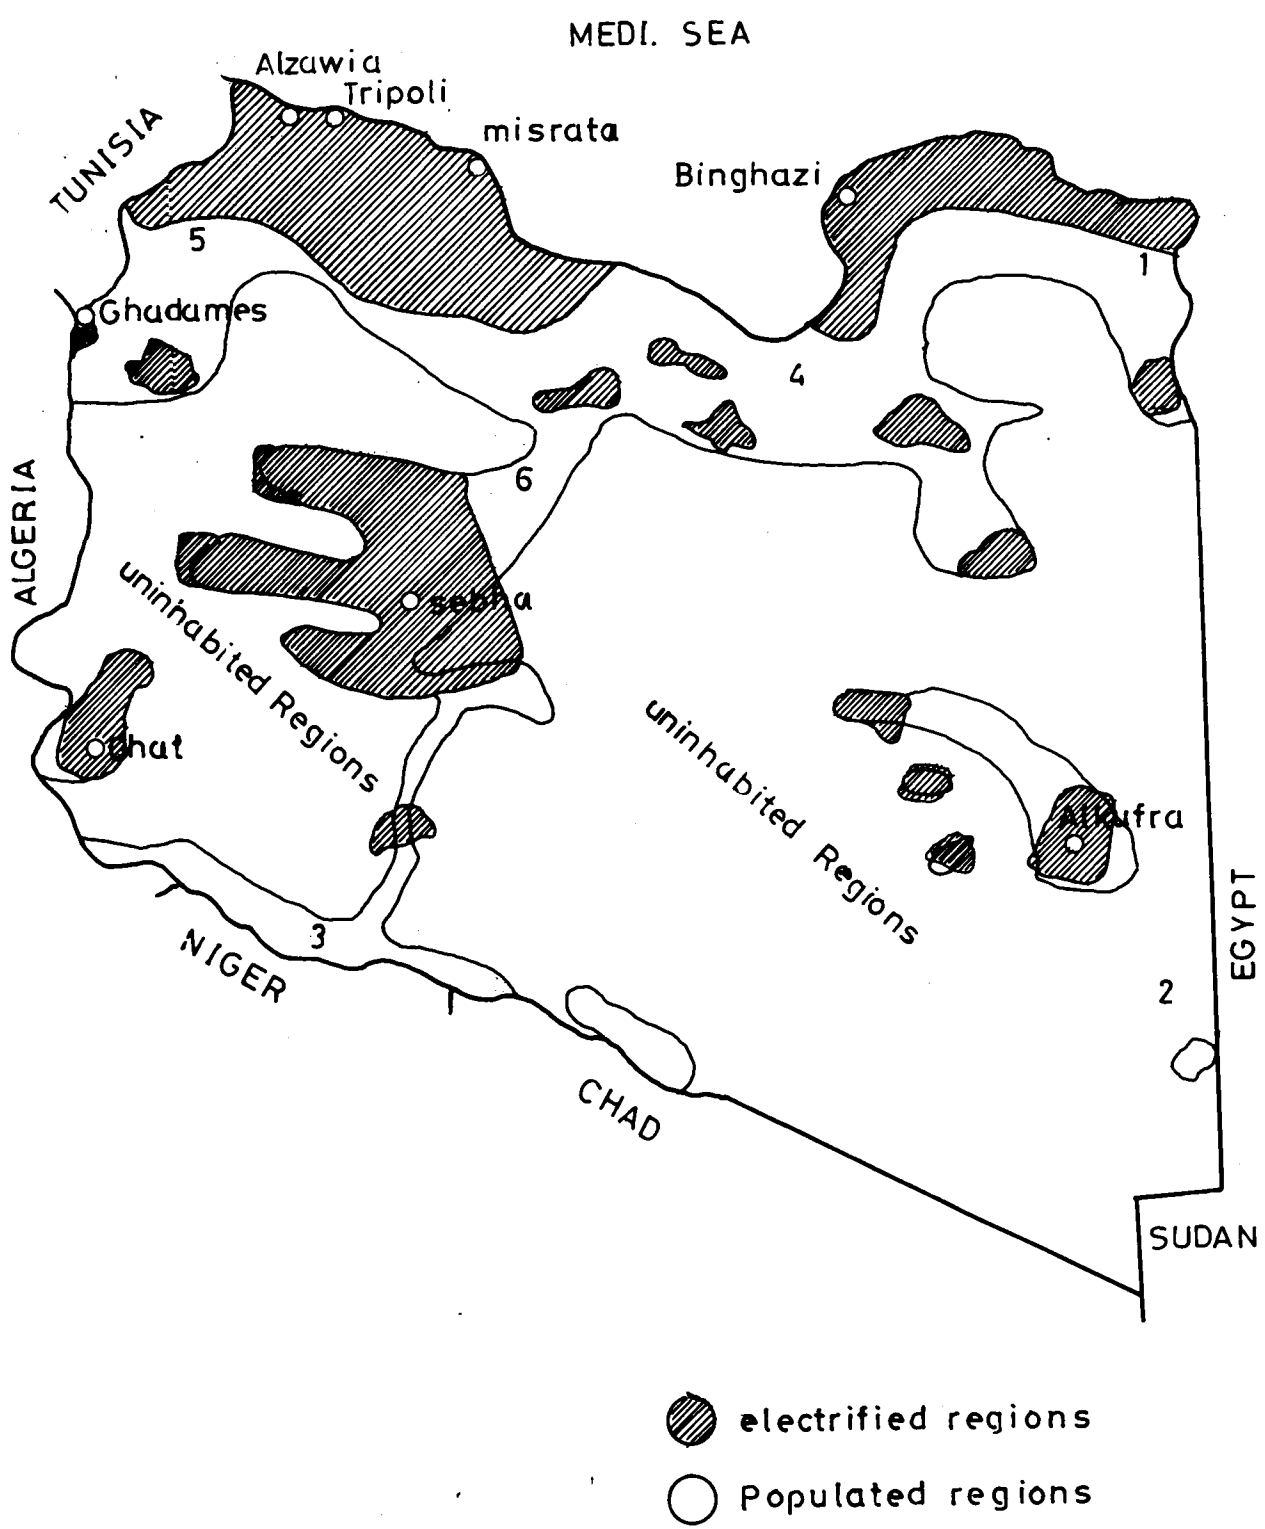 MEDI. SEA
Alzawia
Tripoli
misrata
TUNISIA
Binghazi
5
1
Ghadames
4
ALGERIA
6
sebha
uninhabited Regions
uninhabited Regions
Ghat
Alkufra
EGYPT
3
NIGER
2
CHAD
SUDAN
electrified regions
Populated regions